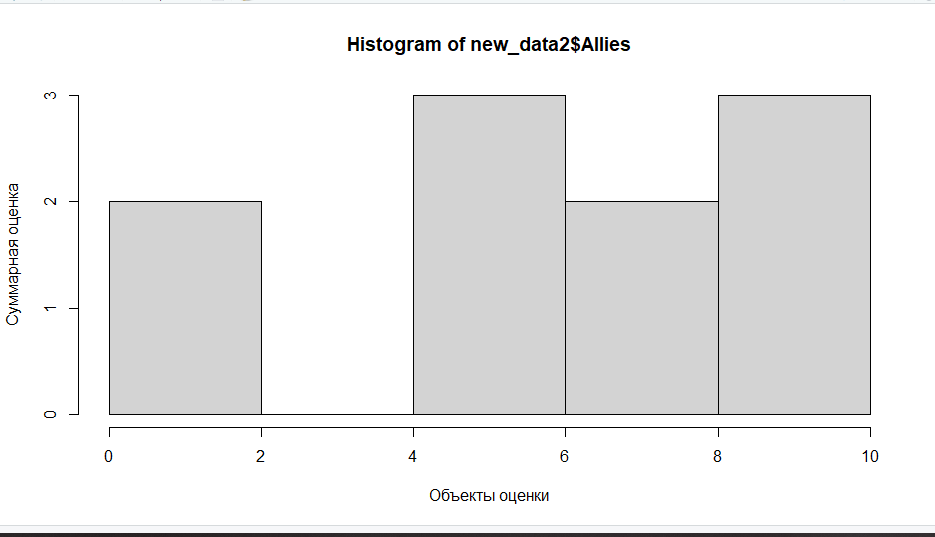 Histogram of new_data2$Allies
Суммарная оценка
3
2
1
0
0 2 4 6 8 10
Объекты оценки